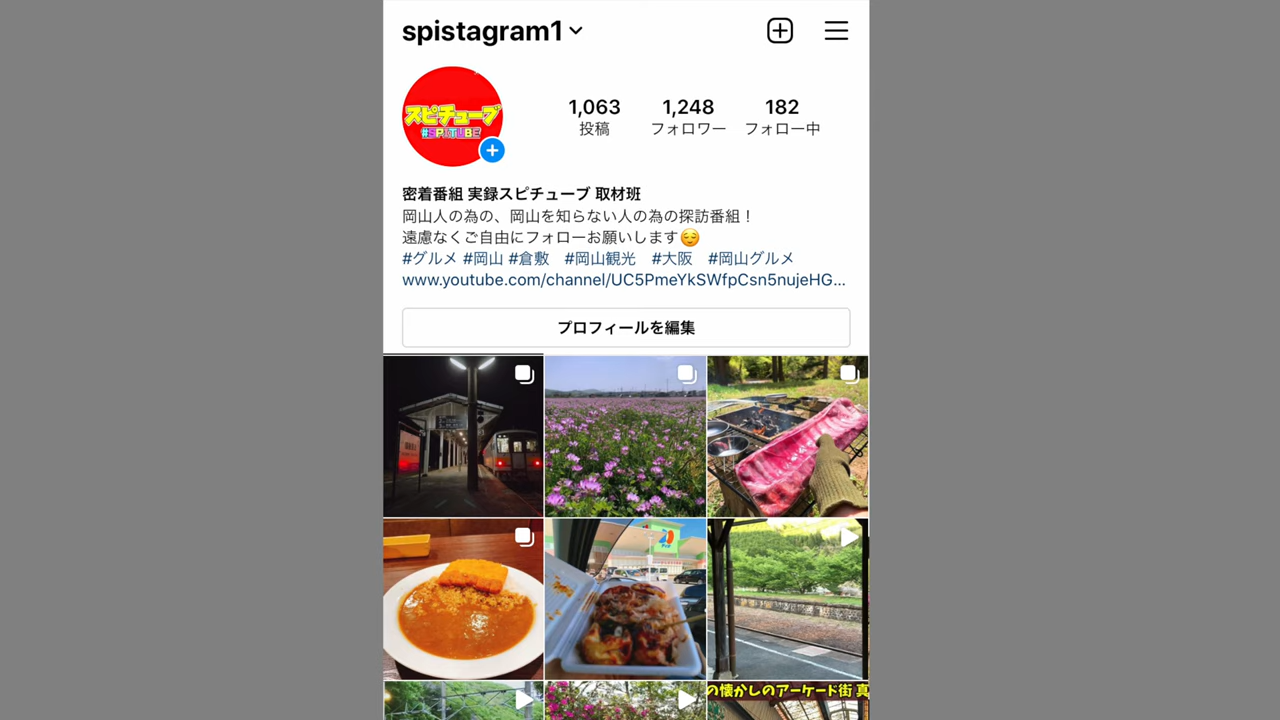 spistagram1
スピチューブ
#SPITUBE
1,063 1,248 182
投稿 フォロワー フォロー中
密着番組 実録スピチューブ 取材班
岡山人の為の、岡山を知らない人の為の探訪番組！
遠慮なくご自由にフォローお願いします😌
#グルメ #岡山 #倉敷　#岡山観光　#大阪　#岡山グルメ
www.youtube.com/channel/UC5PmeYkSWfpCsn5nujeHG...
プロフィールを編集
の懐かしのアーケード街 真